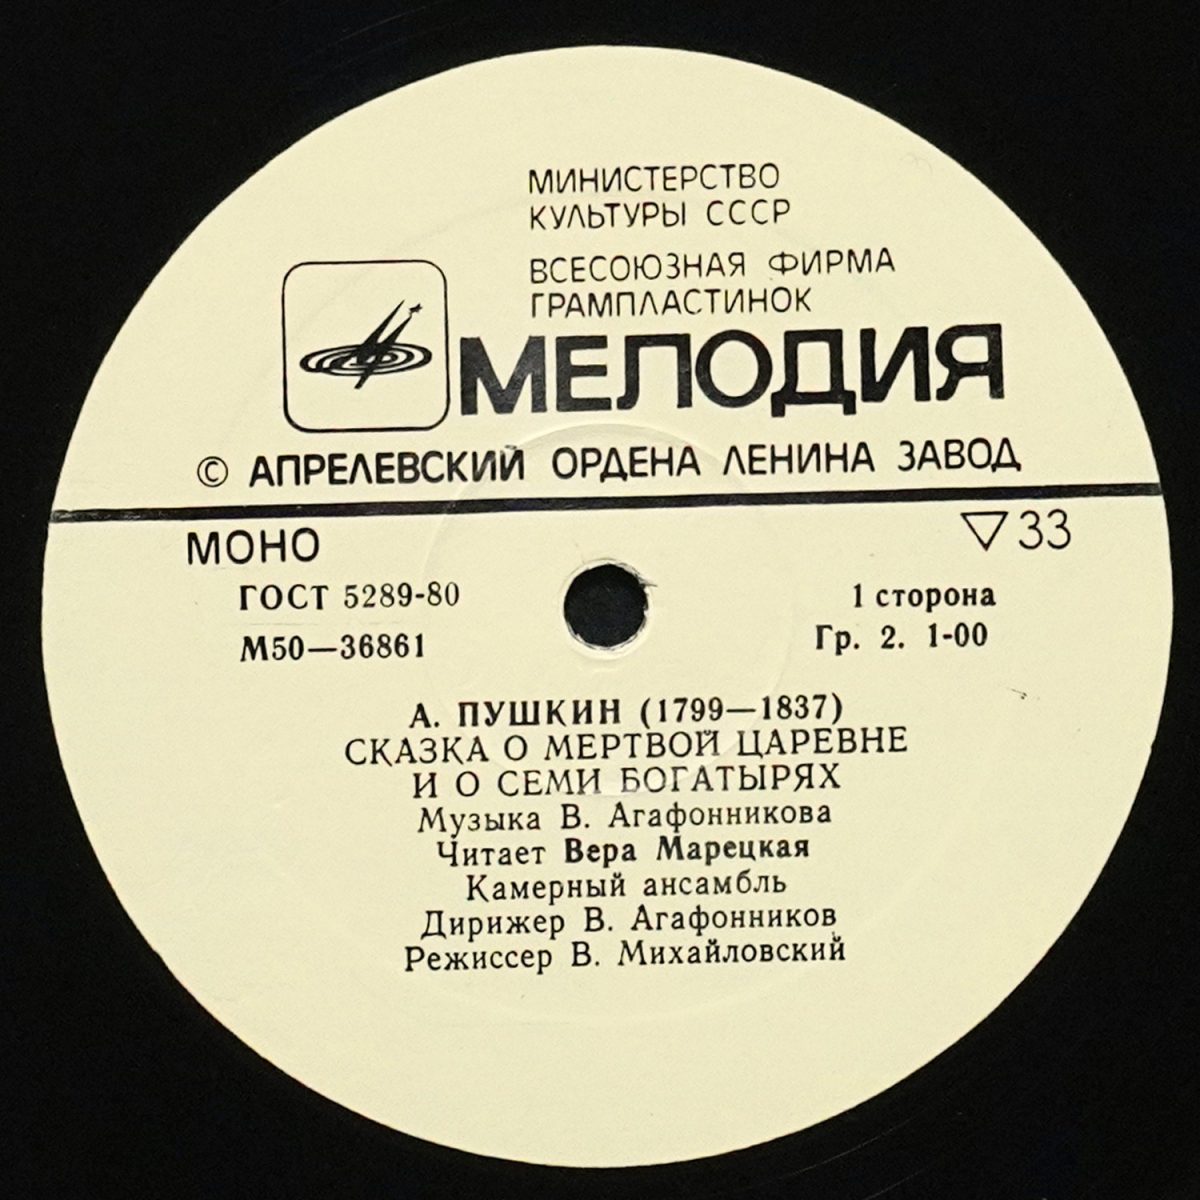 МИНИСТЕРСТВО
КУЛЬТУРЫ СССР
ВСЕСОЮЗНАЯ ФИРМА
ГРАМПЛАСТИНОК
МЕЛОДИЯ
© АПРЕЛЕВСКИЙ ОРДЕНА ЛЕНИНА ЗАВОД
МОНО
▽33
ГОСТ 5289-80
1 сторона
М50—36861
Гр. 2. 1-00
А. ПУШКИН (1799—1837)
СКАЗКА О МЕРТВОЙ ЦАРЕВНЕ
И О СЕМИ БОГАТЫРЯХ
Музыка В. Агафонникова
Читает Вера Марецкая
Камерный ансамбль
Дирижер В. Агафонников
Режиссер В. Михайловский